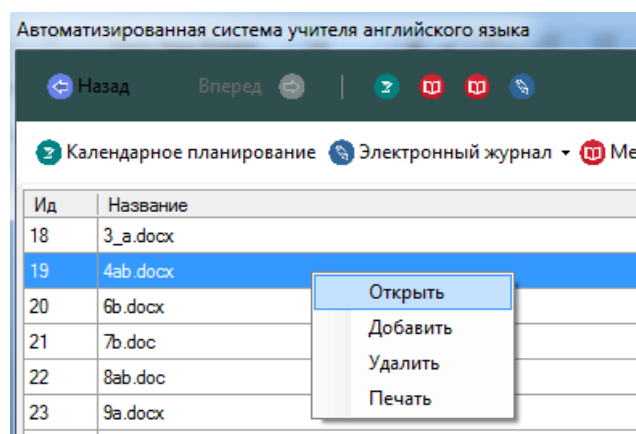 Автоматизированная система учителя английского языка
Назад Вперед
Календарное планирование Электронный журнал Ме
Ид Название
18 3_a.docx
19 4ab.docx
Открыть
20 6b.docx
Добавить
21 7b.doc
Удалить
22 8ab.doc
Печать
23 9a.docx